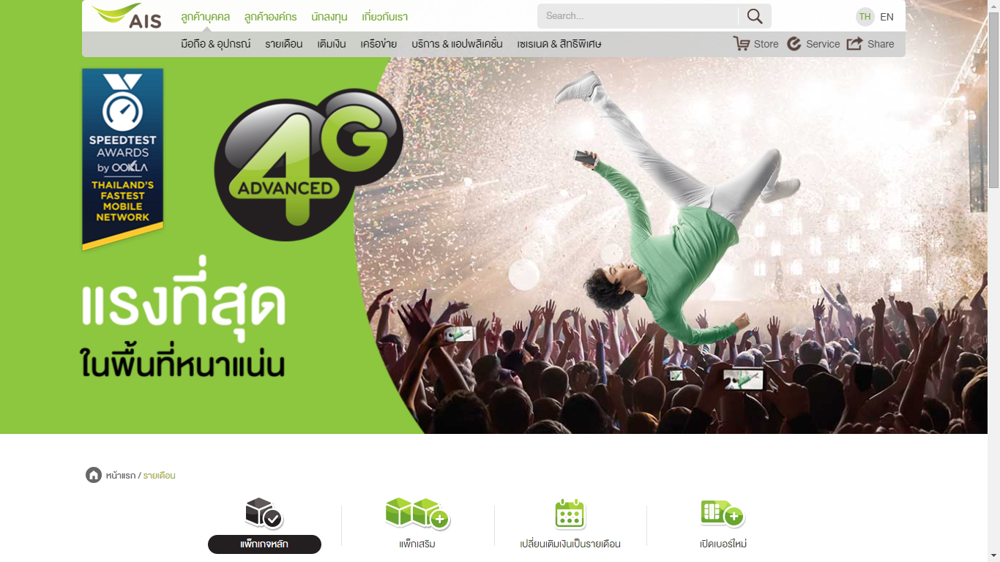 AIS
ลูกค้าบุคคล ลูกค้าองค์กร นักลงทุน เกี่ยวกับเรา
Search...
TH EN
มือถือ & อุปกรณ์ รายเดือน เติมเงิน เครือข่าย บริการ & แอปพลิเคชั่น เซเรเนด & สิทธิพิเศษ
Store Service Share
SPEEDTEST
AWARDS
by OOKLA
THAILAND'S
FASTEST
MOBILE
NETWORK
4G
ADVANCED
แรงที่สุด
ในพื้นที่หนาแน่น
หน้าแรก / รายเดือน
แพ็กเกจหลัก
แพ็กเสริม
เปลี่ยนเติมเงินเป็นรายเดือน
เปิดเบอร์ใหม่